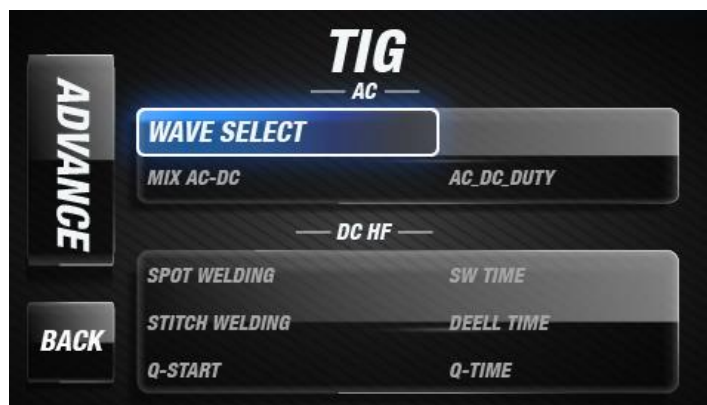 TIG
AC
ADVANCE
WAVE SELECT
MIX AC-DC AC_DC_DUTY
DC HF
SPOT WELDING SW TIME
STITCH WELDING DEELL TIME
Q-START Q-TIME
BACK